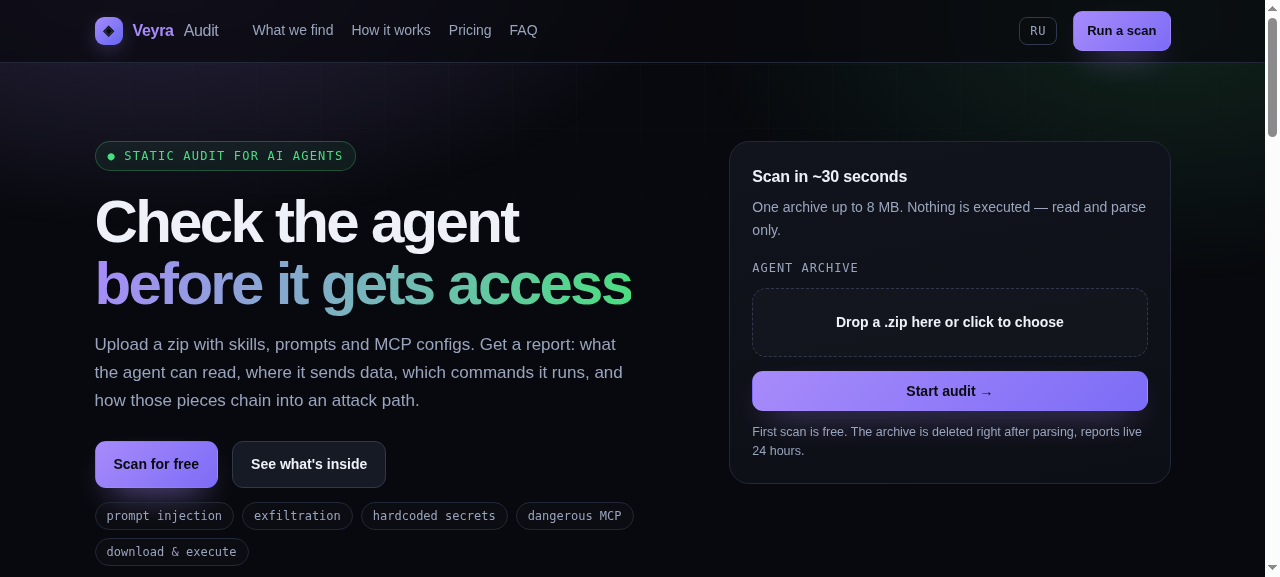 Veyra Audit What we find How it works Pricing FAQ RU Run a scan
● STATIC AUDIT FOR AI AGENTS
Check the agent
before it gets access
Upload a zip with skills, prompts and MCP configs. Get a report: what
the agent can read, where it sends data, which commands it runs, and
how those pieces chain into an attack path.
Scan for free See what's inside
prompt injection exfiltration hardcoded secrets dangerous MCP
download & execute
Scan in ~30 seconds
One archive up to 8 MB. Nothing is executed — read and parse
only.
AGENT ARCHIVE
Drop a .zip here or click to choose
Start audit →
First scan is free. The archive is deleted right after parsing, reports live
24 hours.